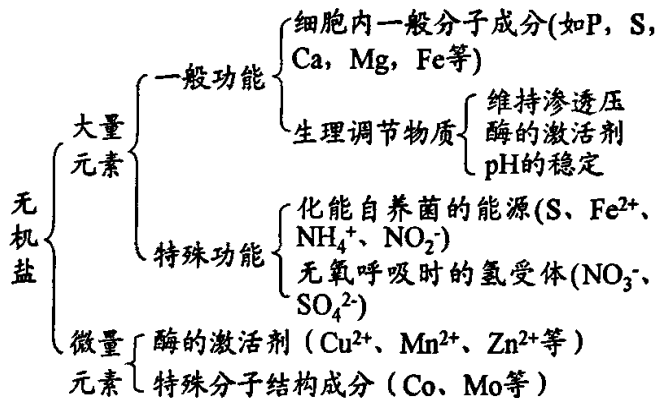 细胞内一般分子成分(如P, S,
一般功能
Ca, Mg, Fe等)
大量
元素
生理调节物质
维持渗透压
酶的激活剂
pH的稳定
无机盐
特殊功能
化能自养菌的能源(S、Fe²⁺、
NH₄⁺、NO₂⁻)
无氧呼吸时的氢受体(NO₃⁻、
SO₄²⁻)
微量
元素
酶的激活剂(Cu²⁺、Mn²⁺、Zn²⁺等)
特殊分子结构成分(Co、Mo等)